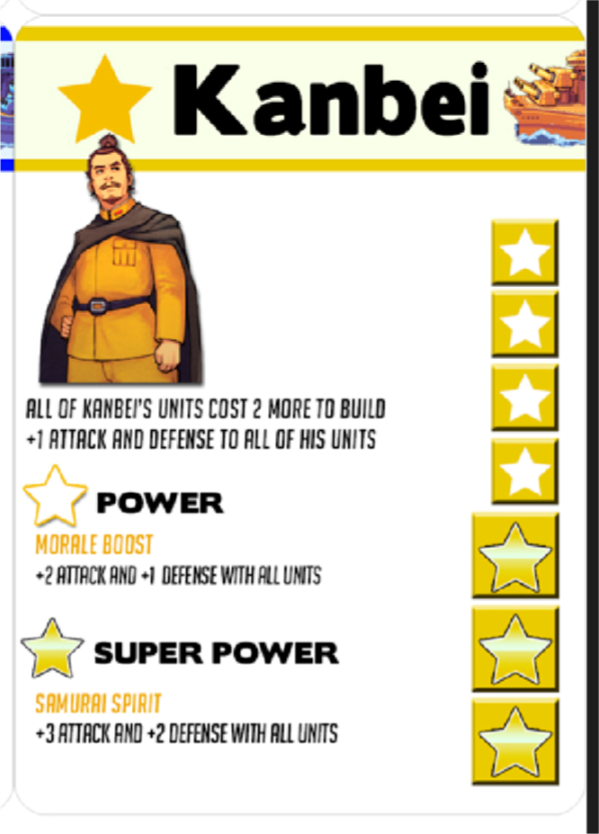 Kanbei
ALL OF KANBEI'S UNITS COST 2 MORE TO BUILD
+1 ATTACK AND DEFENSE TO ALL OF HIS UNITS
POWER
MORALE BOOST
+2 ATTACK AND +1 DEFENSE WITH ALL UNITS
SUPER POWER
SAMURAI SPIRIT
+3 ATTACK AND +2 DEFENSE WITH ALL UNITS